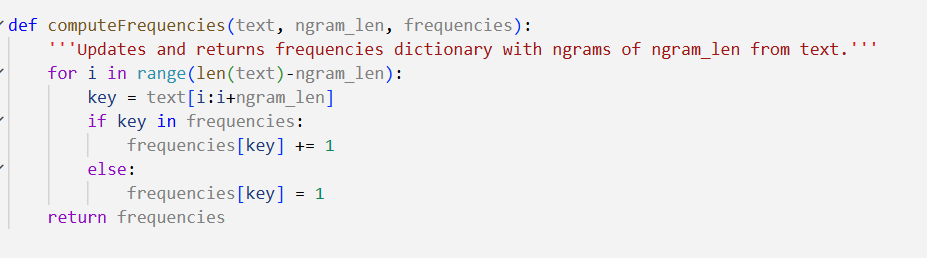 def computeFrequencies(text, ngram_len, frequencies):
    '''Updates and returns frequencies dictionary with ngrams of ngram_len from text.'''
    for i in range(len(text)-ngram_len):
        key = text[i:i+ngram_len]
        if key in frequencies:
            frequencies[key] += 1
        else:
            frequencies[key] = 1
    return frequencies